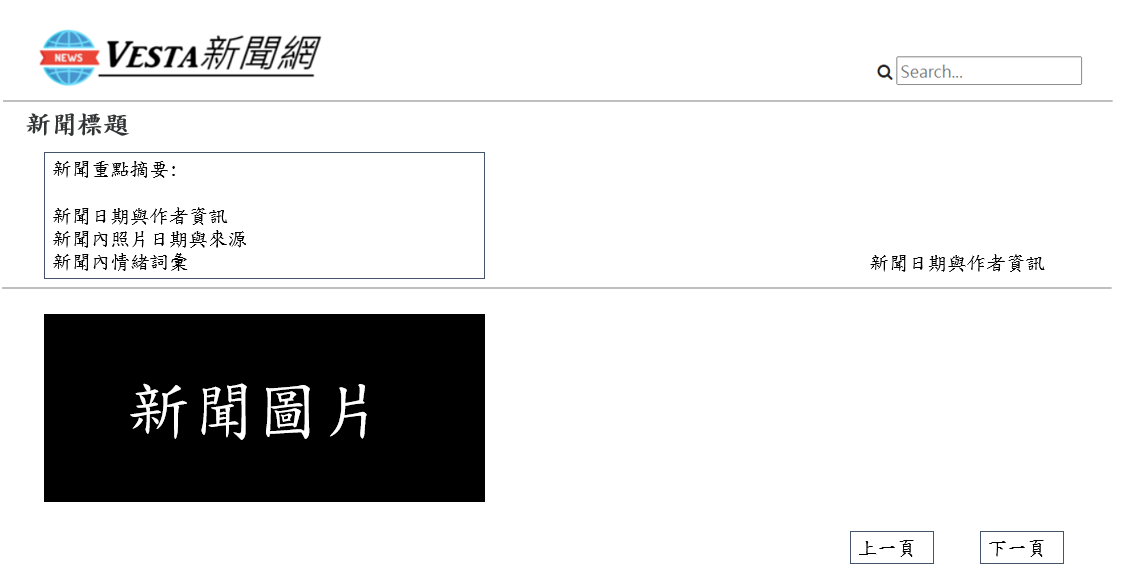 NEWS VESTA新聞網
Search...
新聞標題
新聞重點摘要:
新聞日期與作者資訊
新聞內照片日期與來源
新聞內情緒詞彙
新聞日期與作者資訊
新聞圖片
上一頁
下一頁